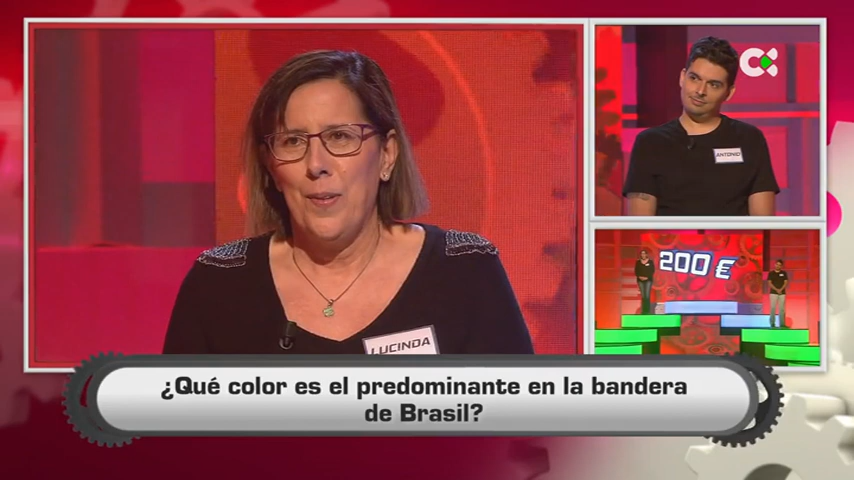 ANTONIO
200 €
LUCINDA
¿Qué color es el predominante en la bandera
de Brasil?